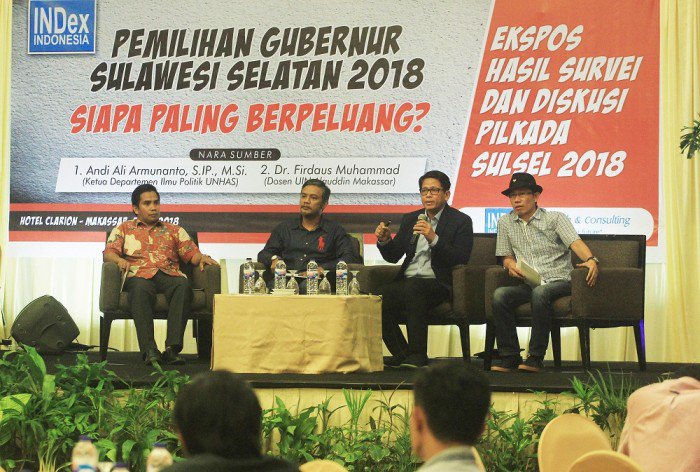 INDex
INDONESIA
PEMILIHAN GUBERNUR
SULAWESI SELATAN 2018
SIAPA PALING BERPELUANG?
NARA SUMBER
1. Andi Ali Armunanto, S.IP., M.Si.
(Ketua Departemen Ilmu Politik UNHAS)
2. Dr. Firdaus Muhammad
(Dosen UIN Makassar)
HOTEL CLARION - MAKASSAR 2018
EKSPOS
HASIL SURVEI
DAN DISKUSI
PILKADA
SULSEL 2018
INDEX
& Consulting